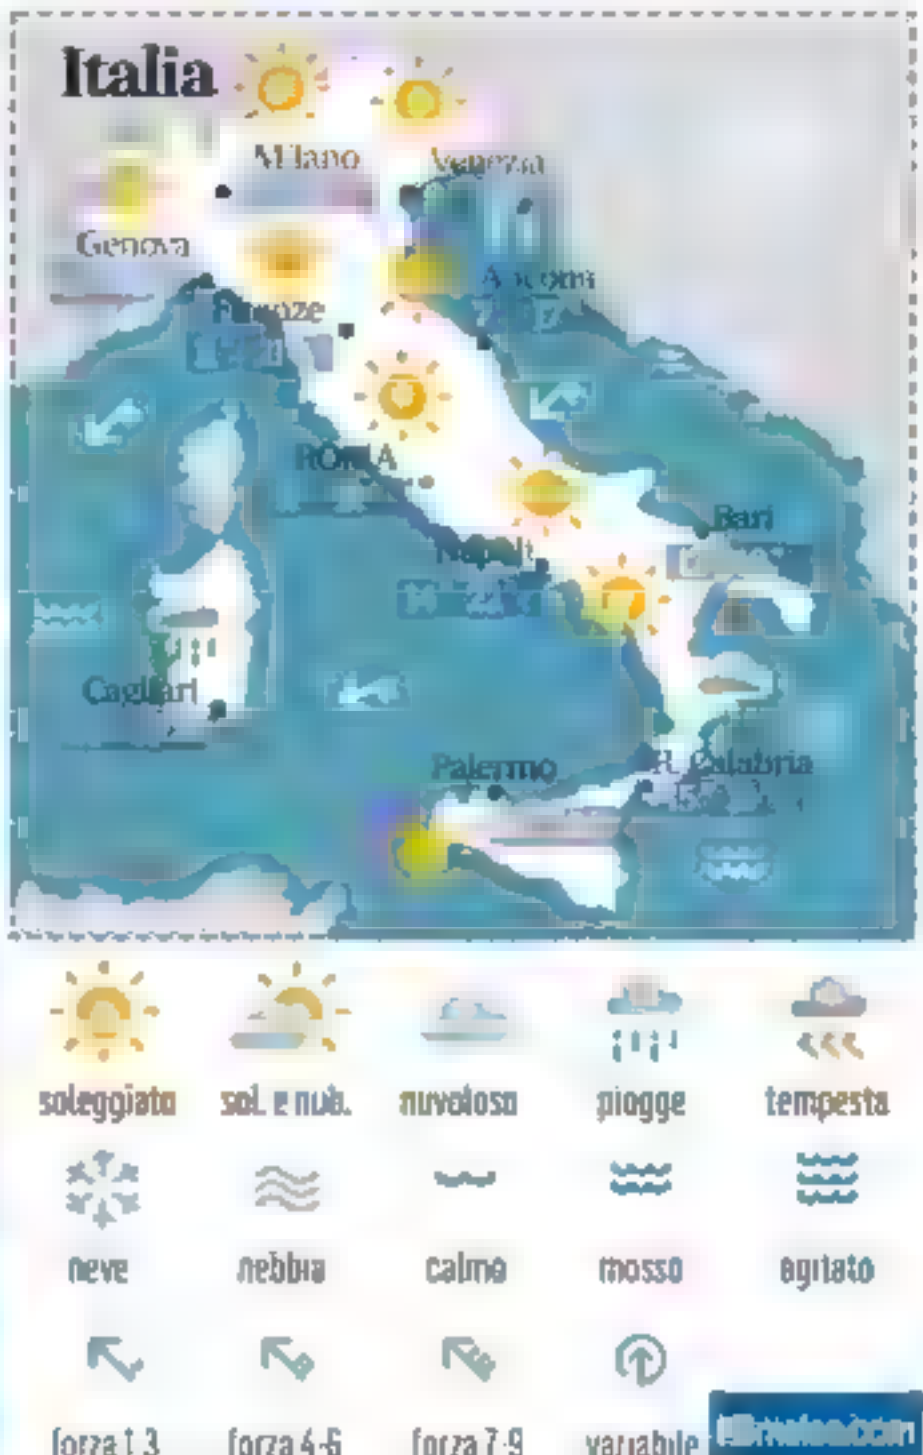 Italia
Milano
Venezia
Genova
Ancona
Firenze
ROMA
Bari
Napoli
Cagliari
Palermo
R. Calabria
soleggiato
sol. e nub.
nuvoloso
piogge
tempesta
neve
nebbia
calmo
mosso
agitato
forza 1-3
forza 4-6
forza 7-9
variabile